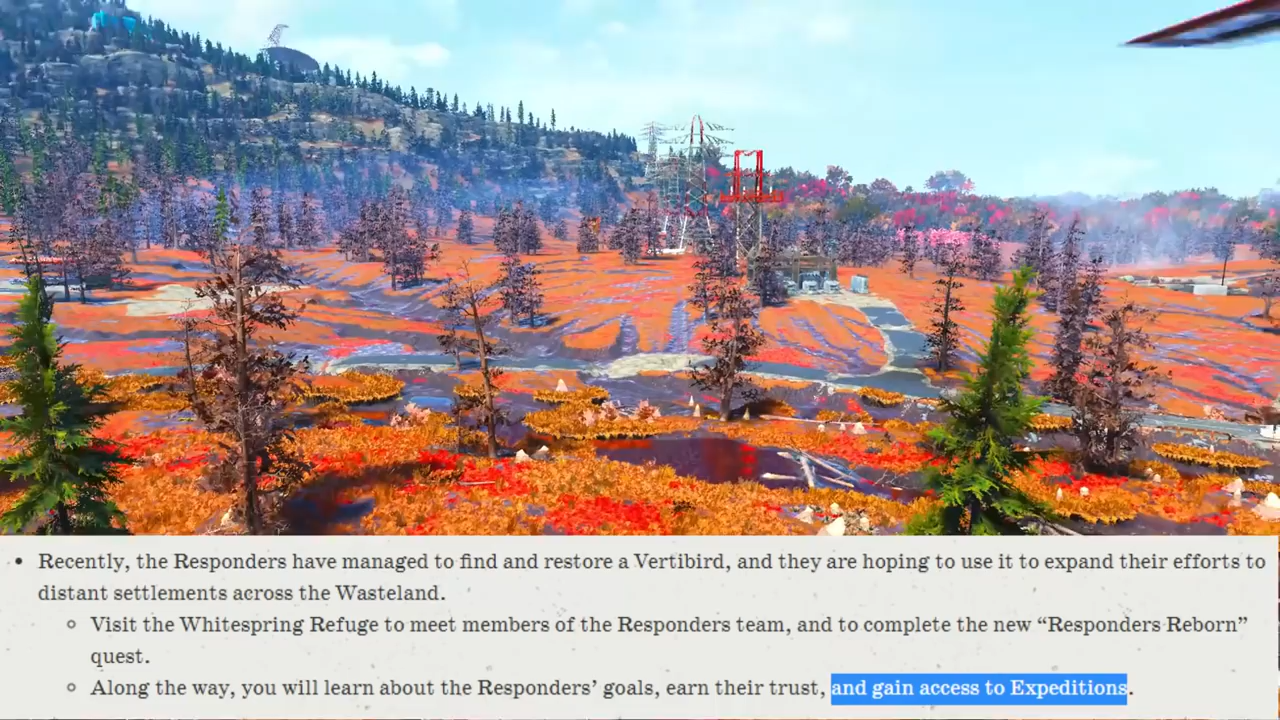 • Recently, the Responders have managed to find and restore a Vertibird, and they are hoping to use it to expand their efforts to
distant settlements across the Wasteland.
◦ Visit the Whitespring Refuge to meet members of the Responders team, and to complete the new “Responders Reborn”
quest.
◦ Along the way, you will learn about the Responders’ goals, earn their trust, and gain access to Expeditions.